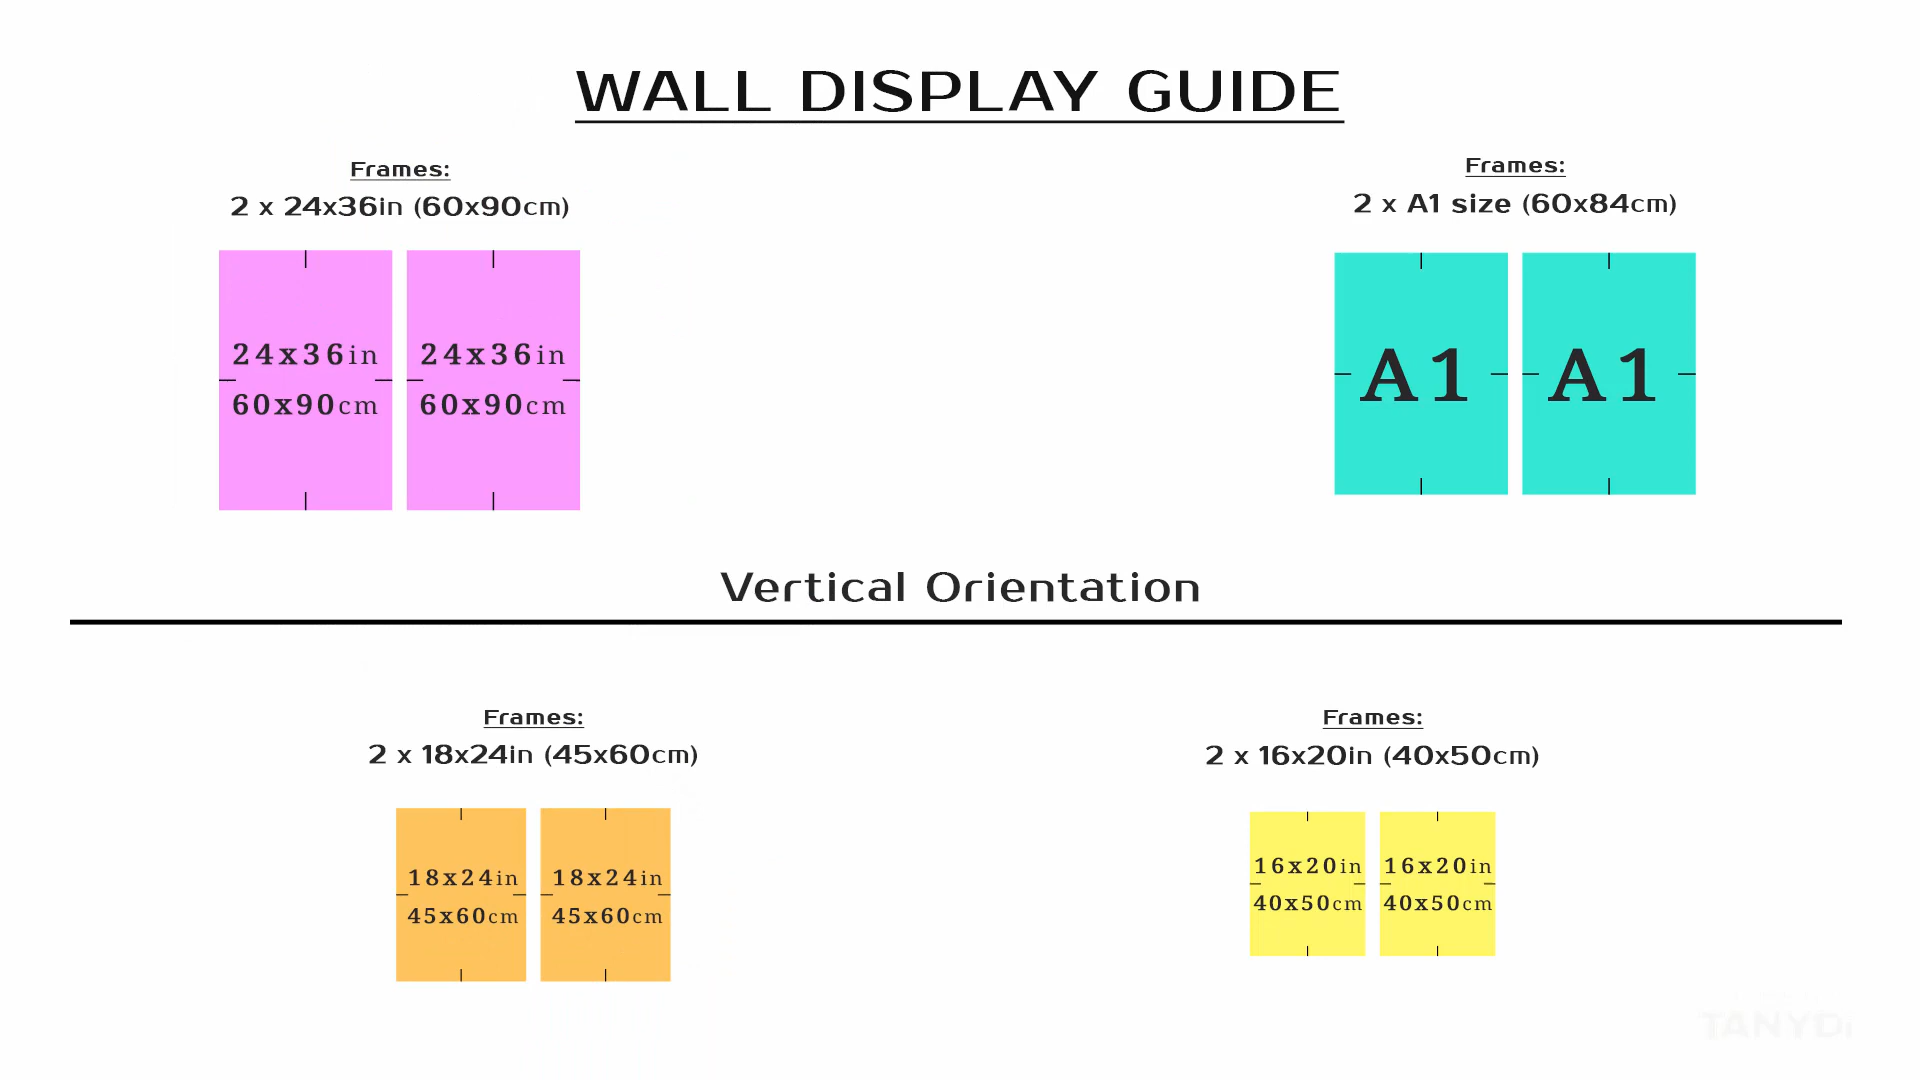 WALL DISPLAY GUIDE
Frames:
2 x 24x36in (60x90cm)
24x36in
60x90cm
24x36in
60x90cm
Frames:
2 x A1 size (60x84cm)
A1
A1
Vertical Orientation
Frames:
2 x 18x24in (45x60cm)
18x24in
45x60cm
18x24in
45x60cm
Frames:
2 x 16x20in (40x50cm)
16x20in
40x50cm
16x20in
40x50cm